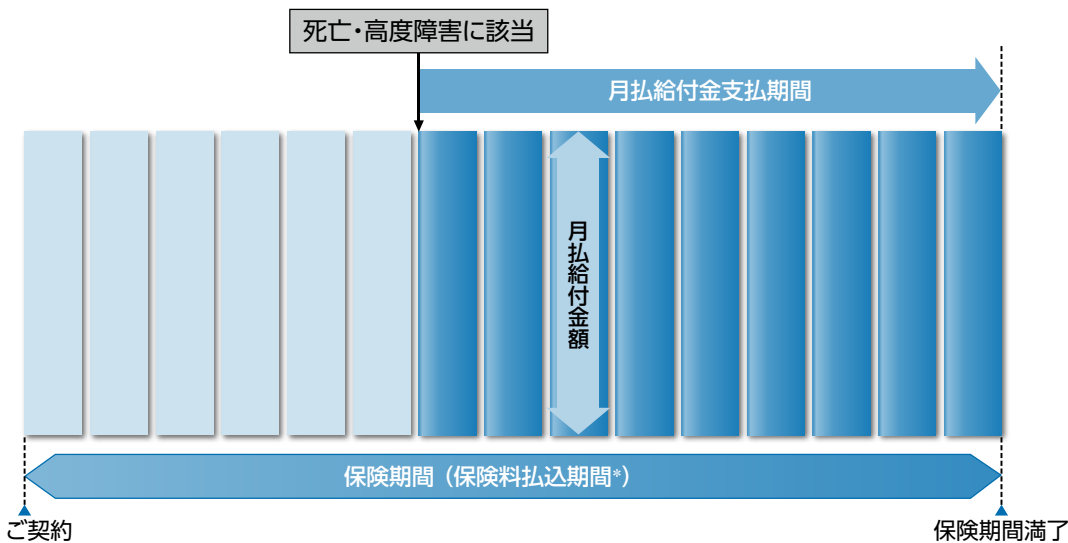 死亡・高度障害に該当
月払給付金支払期間
月払給付金額
保険期間（保険料払込期間*）
ご契約
保険期間満了